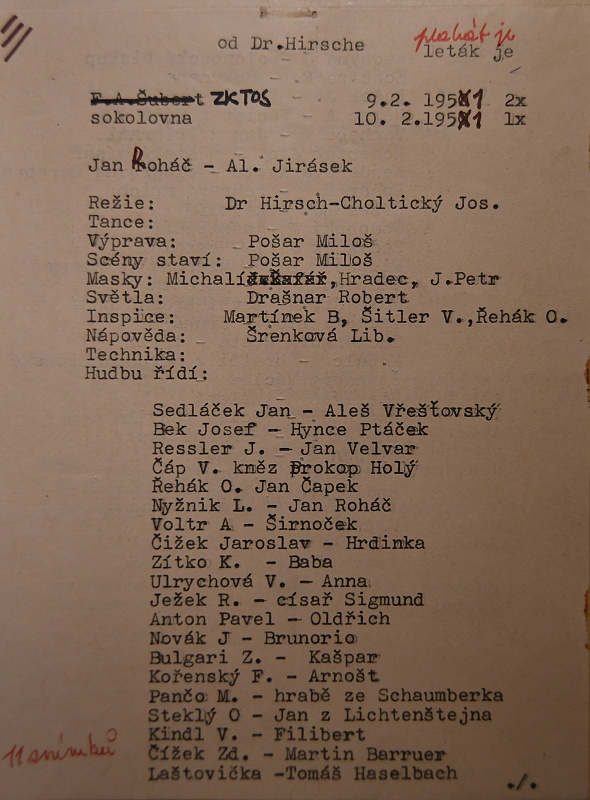 od Dr.Hirsche
plakát je
leták je
F.A.Šubert ZKTOS 9.2. 1951 2x
sokolovna 10. 2.1951 1x
Jan Roháč - Al. Jirásek
Režie: Dr Hirsch-Choltický Jos.
Tance:
Výprava: Pošar Miloš
Scény staví: Pošar Miloš
Masky: Michalí Hradec, J.Petr
Světla: Drašnar Robert
Inspice: Martínek B, Šitler V.,Řehák O.
Nápověda: Šrenková Lib.
Technika:
Hudbu řídí:
Sedláček Jan - Aleš Vřešťovský
Bek Josef - Hynce Ptáček
Ressler J. - Jan Velvar
Čáp V. kněz Prokop Holý
Řehák O. Jan Čapek
Nyžnik L. - Jan Roháč
Voltr A - Širnoček
Čižek Jaroslav - Hrdinka
Zítko K. - Baba
Ulrychová V. - Anna
Ježek R. - císař Sigmund
Anton Pavel - Oldřich
Novák J - Brunorio
Bulgari Z. - Kašpar
Kořenský F. - Arnošt
Pančo M. - hrabě ze Schaumberka
Steklý O - Jan z Lichtenštejna
Kindl V. - Filibert
11 snímků
Čížek Zd. - Martin Barruer
Laštovička -Tomáš Haselbach
./.